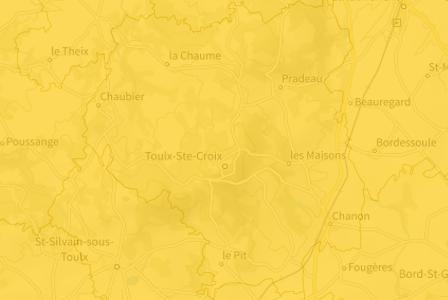 le Theix
la Chaume
Pradeau
St-M
Chaubier
Beauregard
Poussange
Bordessoule
Toulx-Ste-Croix
les Maisons
Chanon
St-Silvain-sous-
Toulx
le Pit
Fougères
Bord-St-G